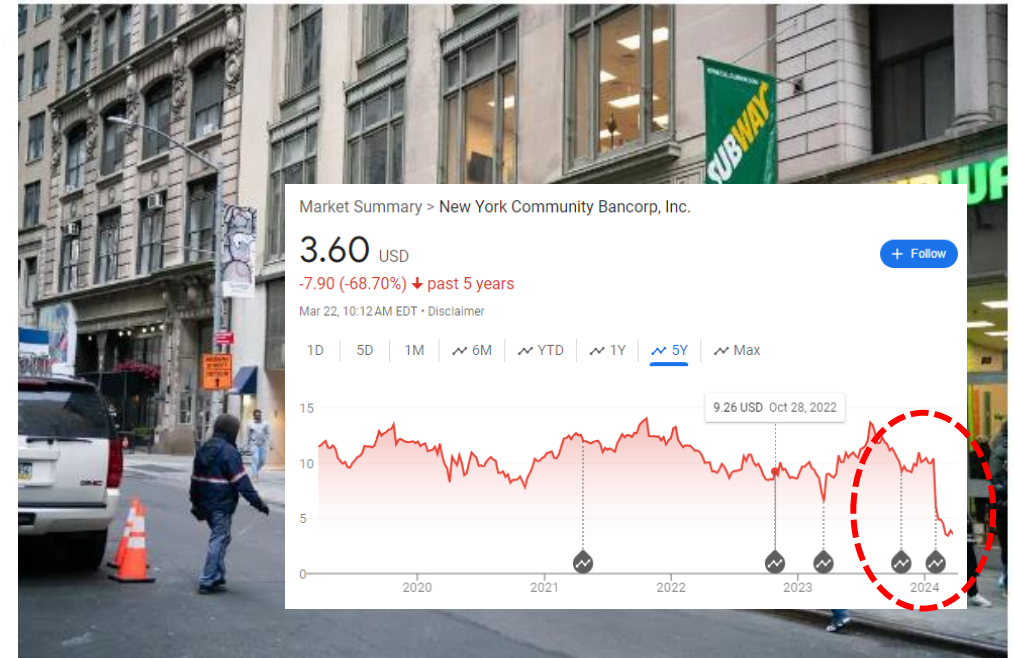 SUBWAY
Market Summary > New York Community Bancorp, Inc.
3.60 USD
+ Follow
-7.90 (-68.70%) ↓ past 5 years
Mar 22, 10:12 AM EDT • Disclaimer
1D 5D 1M 6M YTD 1Y 5Y Max
9.26 USD Oct 28, 2022
15
10
5
0
2020 2021 2022 2023 2024
GMC